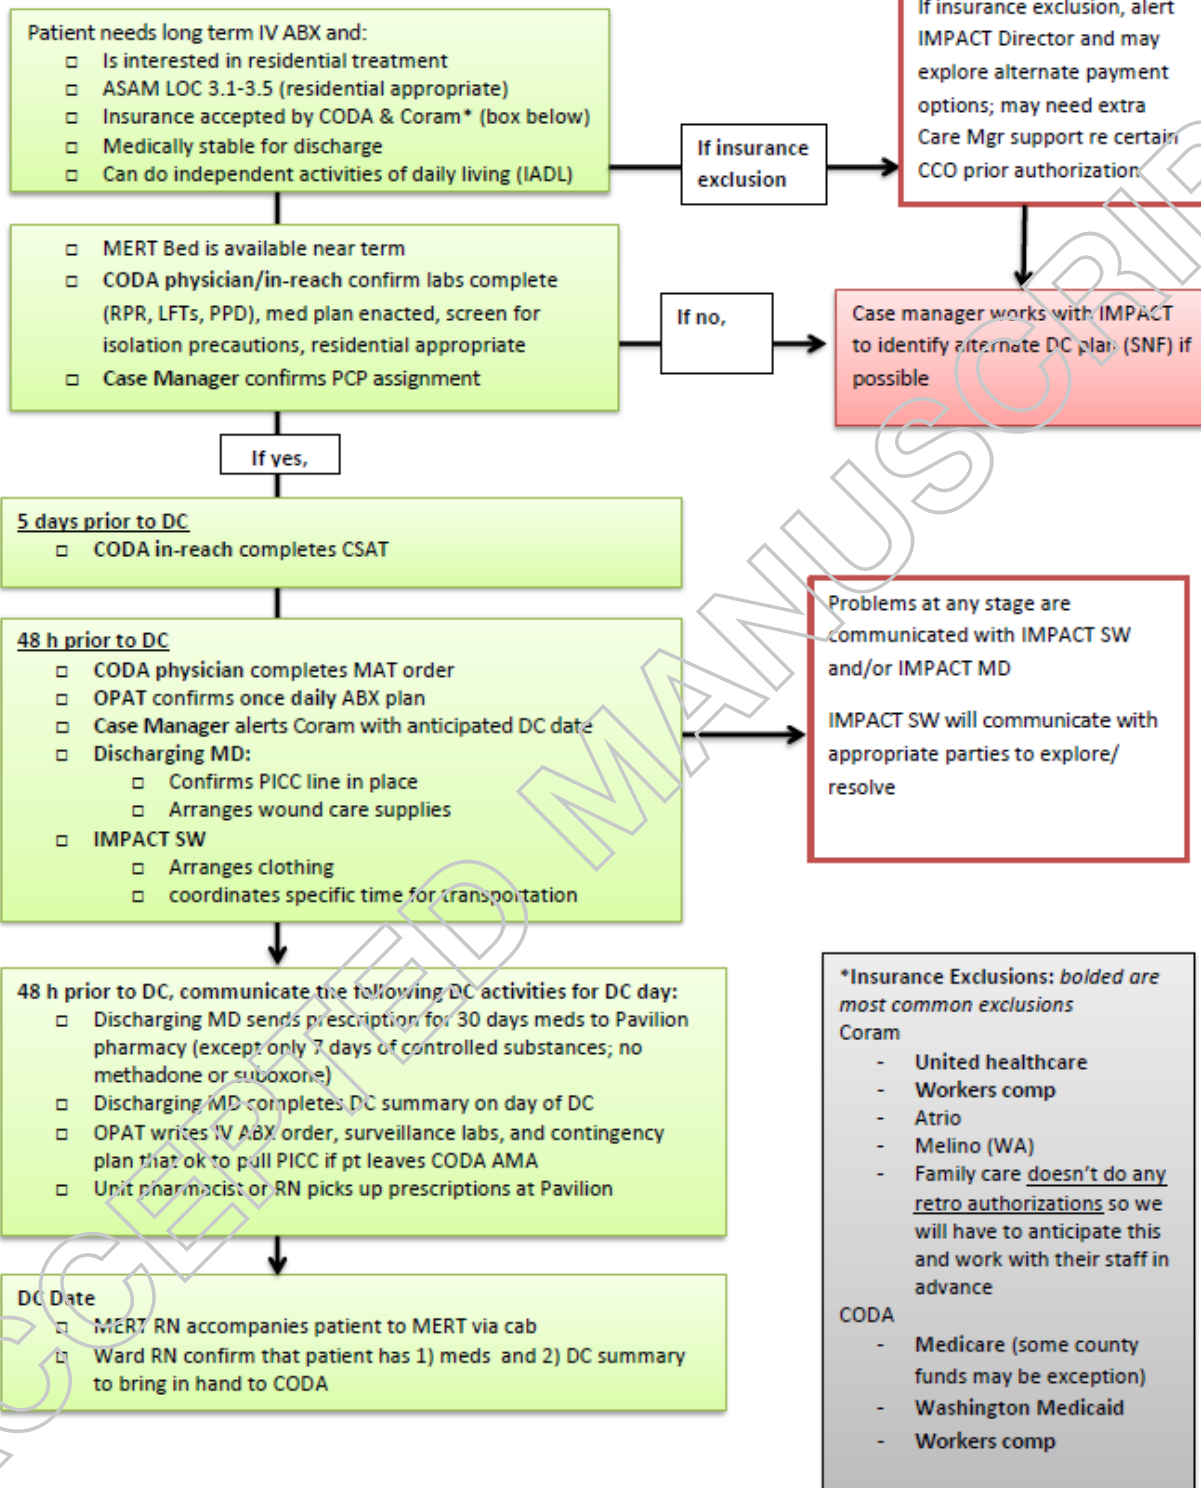 Patient needs long term IV ABX and:
□ Is interested in residential treatment
□ ASAM LOC 3.1-3.5 (residential appropriate)
□ Insurance accepted by CODA & Coram* (box below)
□ Medically stable for discharge
□ Can do independent activities of daily living (IADL)
If insurance
exclusion
If insurance exclusion, alert
IMPACT Director and may
explore alternate payment
options; may need extra
Care Mgr support re certain
CCO prior authorization
□ MERT Bed is available near term
□ CODA physician/in-reach confirm labs complete
(RPR, LFTs, PPD), med plan enacted, screen for
isolation precautions, residential appropriate
□ Case Manager confirms PCP assignment
If no,
Case manager works with IMPACT
to identify alternate DC plan (SNF) if
possible
If yes,
5 days prior to DC
□ CODA in-reach completes CSAT
48 h prior to DC
□ CODA physician completes MAT order
□ OPAT confirms once daily ABX plan
□ Case Manager alerts Coram with anticipated DC date
□ Discharging MD:
□ Confirms PICC line in place
□ Arranges wound care supplies
□ IMPACT SW
□ Arranges clothing
□ coordinates specific time for transportation
Problems at any stage are
communicated with IMPACT SW
and/or IMPACT MD
IMPACT SW will communicate with
appropriate parties to explore/
resolve
48 h prior to DC, communicate the following DC activities for DC day:
□ Discharging MD sends prescription for 30 days meds to Pavilion
pharmacy (except only 7 days of controlled substances; no
methadone or suboxone)
□ Discharging MD completes DC summary on day of DC
□ OPAT writes IV ABX order, surveillance labs, and contingency
plan that ok to pull PICC if pt leaves CODA AMA
□ Unit pharmacist or RN picks up prescriptions at Pavilion
DC Date
□ MERT RN accompanies patient to MERT via cab
□ Ward RN confirm that patient has 1) meds and 2) DC summary
to bring in hand to CODA
*Insurance Exclusions: bolded are
most common exclusions
Coram
- United healthcare
- Workers comp
- Atrio
- Melino (WA)
- Family care doesn't do any
retro authorizations so we
will have to anticipate this
and work with their staff in
advance
CODA
- Medicare (some county
funds may be exception)
- Washington Medicaid
- Workers comp
ACCEPTED MANUSCRIP